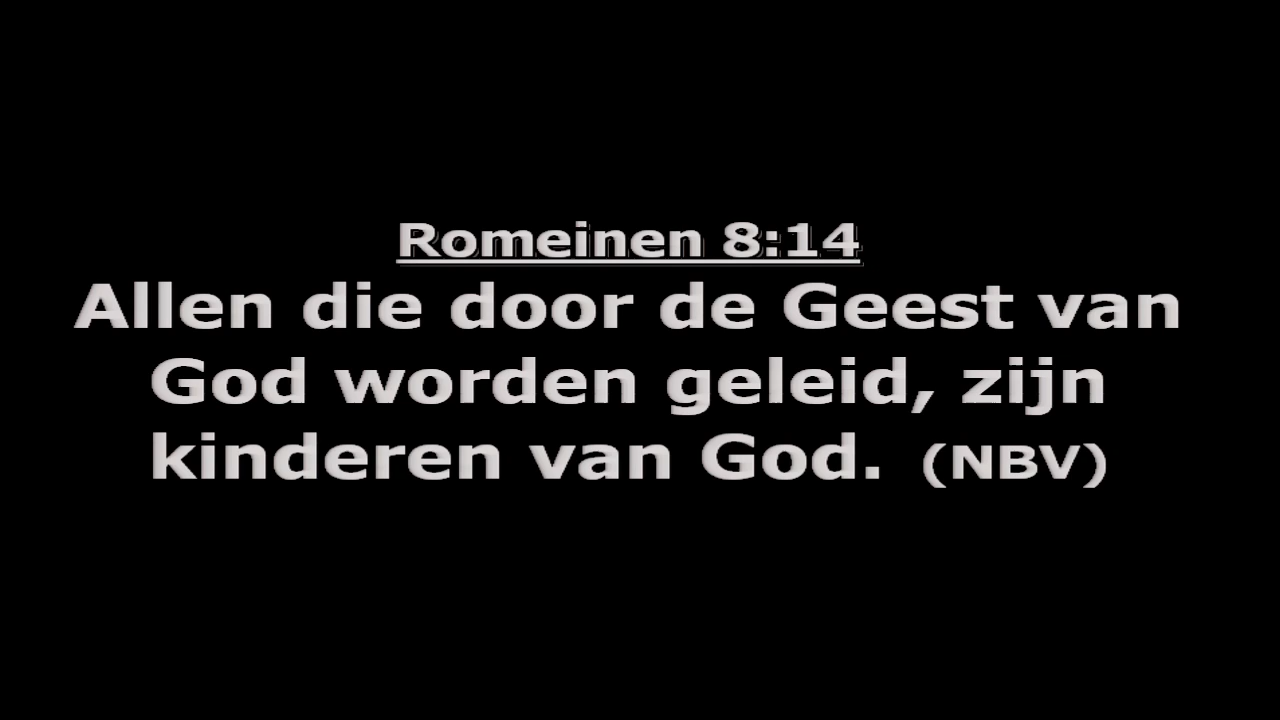 Romeinen 8:14
Allen die door de Geest van
God worden geleid, zijn
kinderen van God. (NBV)